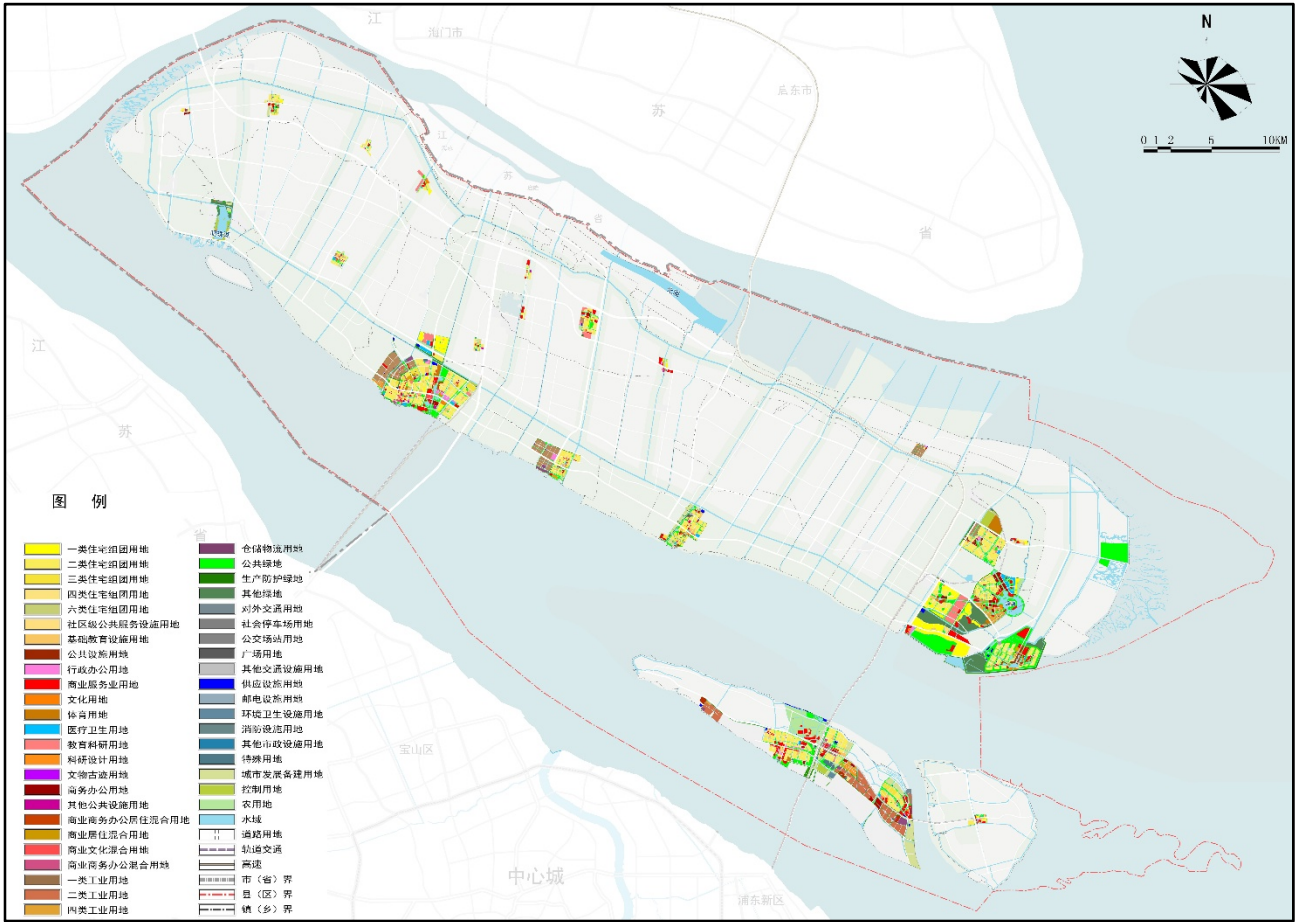 江
海门市
N
启东市
苏
0 1 2 5 10KM
江
苏
省
省
江
苏
省
图 例
一类住宅组团用地
二类住宅组团用地
三类住宅组团用地
四类住宅组团用地
六类住宅组团用地
社区级公共服务设施用地
基础教育设施用地
公共设施用地
行政办公用地
商业服务业用地
文化用地
体育用地
医疗卫生用地
教育科研用地
科研设计用地
文物古迹用地
商务办公用地
其他公共设施用地
商业商务办公居住混合用地
商业居住混合用地
商业文化混合用地
商业商务办公混合用地
一类工业用地
二类工业用地
四类工业用地
仓储物流用地
公共绿地
生产防护绿地
其他绿地
对外交通用地
社会停车场用地
公交场站用地
广场用地
其他交通设施用地
供应设施用地
邮电设施用地
环境卫生设施用地
消防设施用地
其他市政设施用地
特殊用地
城市发展备建用地
控制用地
农用地
水域
道路用地
轨道交通
高速
市（省）界
县（区）界
镇（乡）界
宝山区
中心城
浦东新区